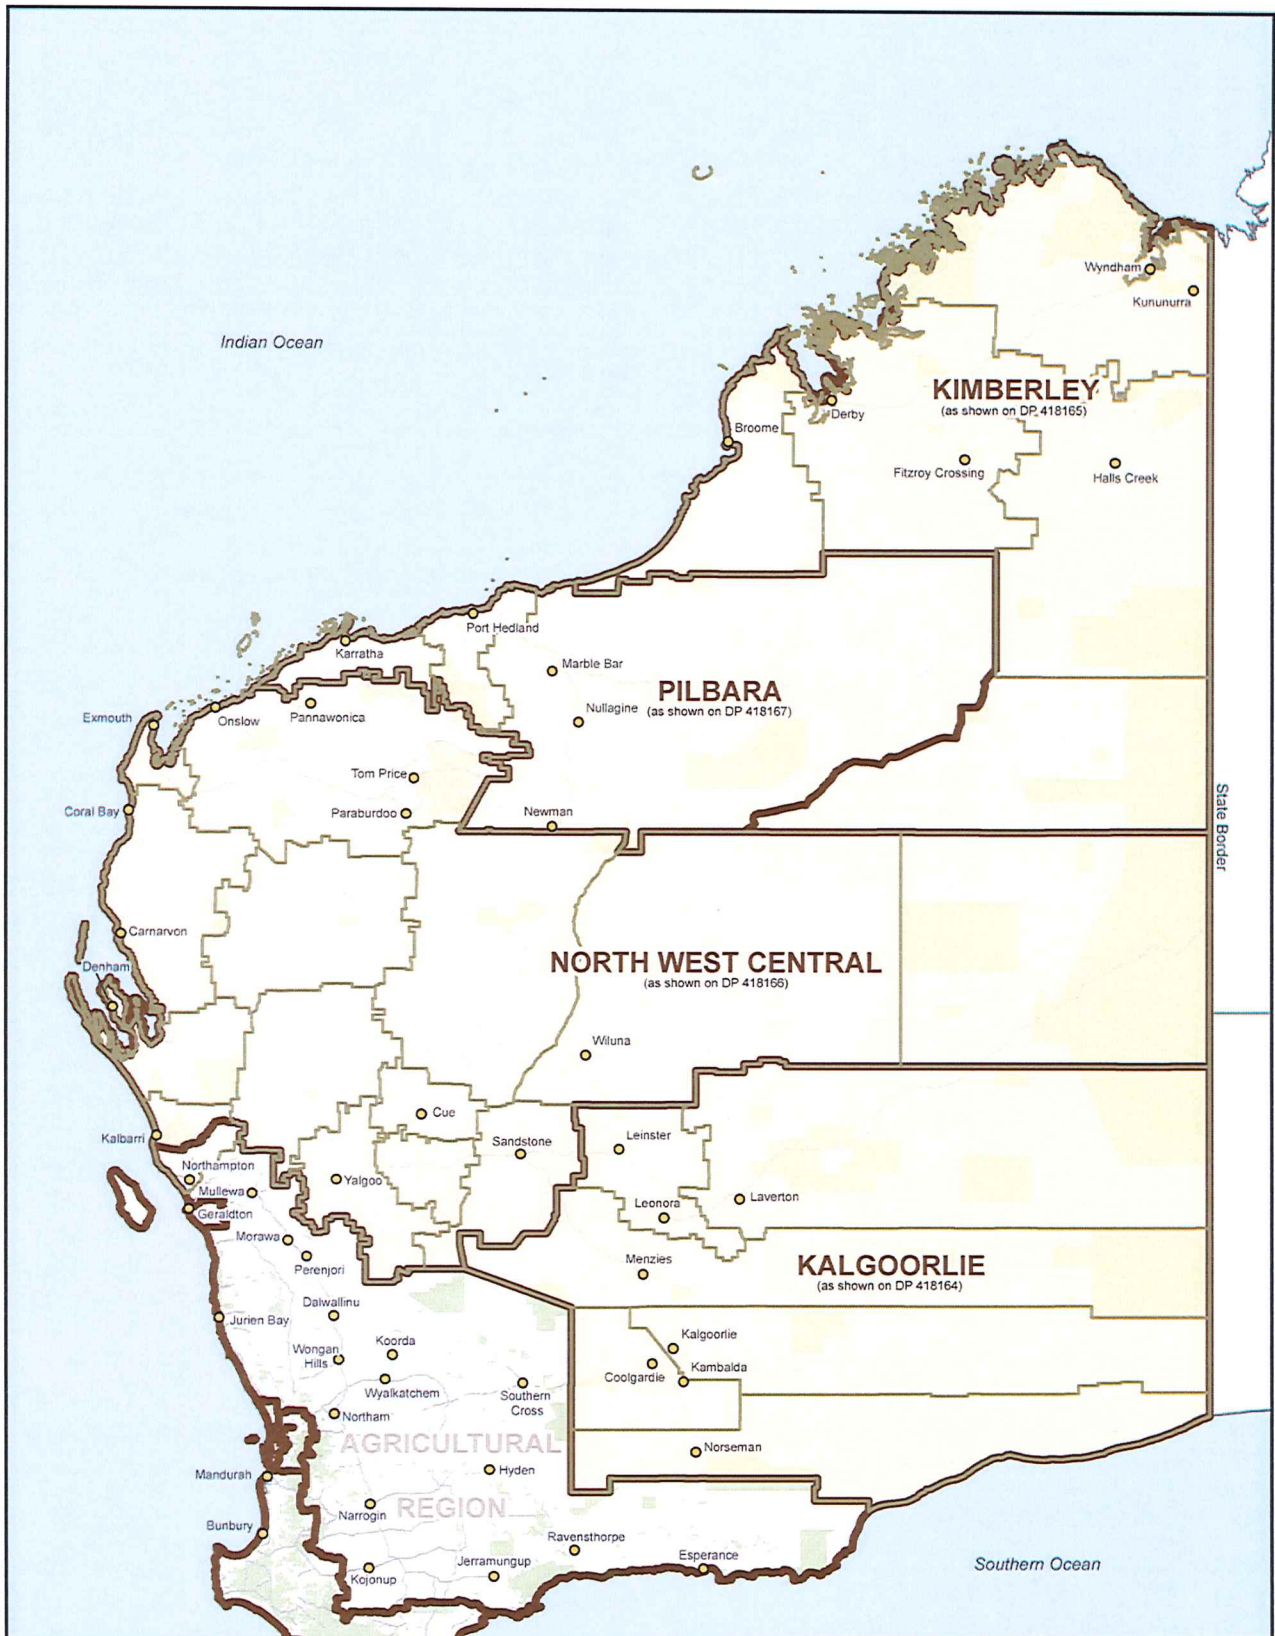 Wyndham
Kununurra
Indian Ocean
KIMBERLEY
(as shown on DP 418165)
Derby
Broome
Fitzroy Crossing
Halls Creek
Port Hedland
Karratha
Marble Bar
PILBARA
(as shown on DP 418167)
Nullagine
Exmouth
Onslow
Pannawonica
Tom Price
Coral Bay
Paraburdoo
Newman
State Border
Carnarvon
Denham
NORTH WEST CENTRAL
(as shown on DP 418166)
Wiluna
Cue
Kalbarri
Sandstone
Leinster
Northampton
Mullewa
Yalgoo
Laverton
Leonora
Geraldton
Morawa
Perenjori
Menzies
KALGOORLIE
(as shown on DP 418164)
Dalwallinu
Jurien Bay
Koorda
Kalgoorlie
Wongan
Hills
Coolgardie
Kambalda
Wyalkatchem
Southern
Cross
Northam
AGRICULTURAL
REGION
Norseman
Mandurah
Hyden
Narrogin
Bunbury
Ravensthorpe
Esperance
Jerramungup
Kojonup
Southern Ocean